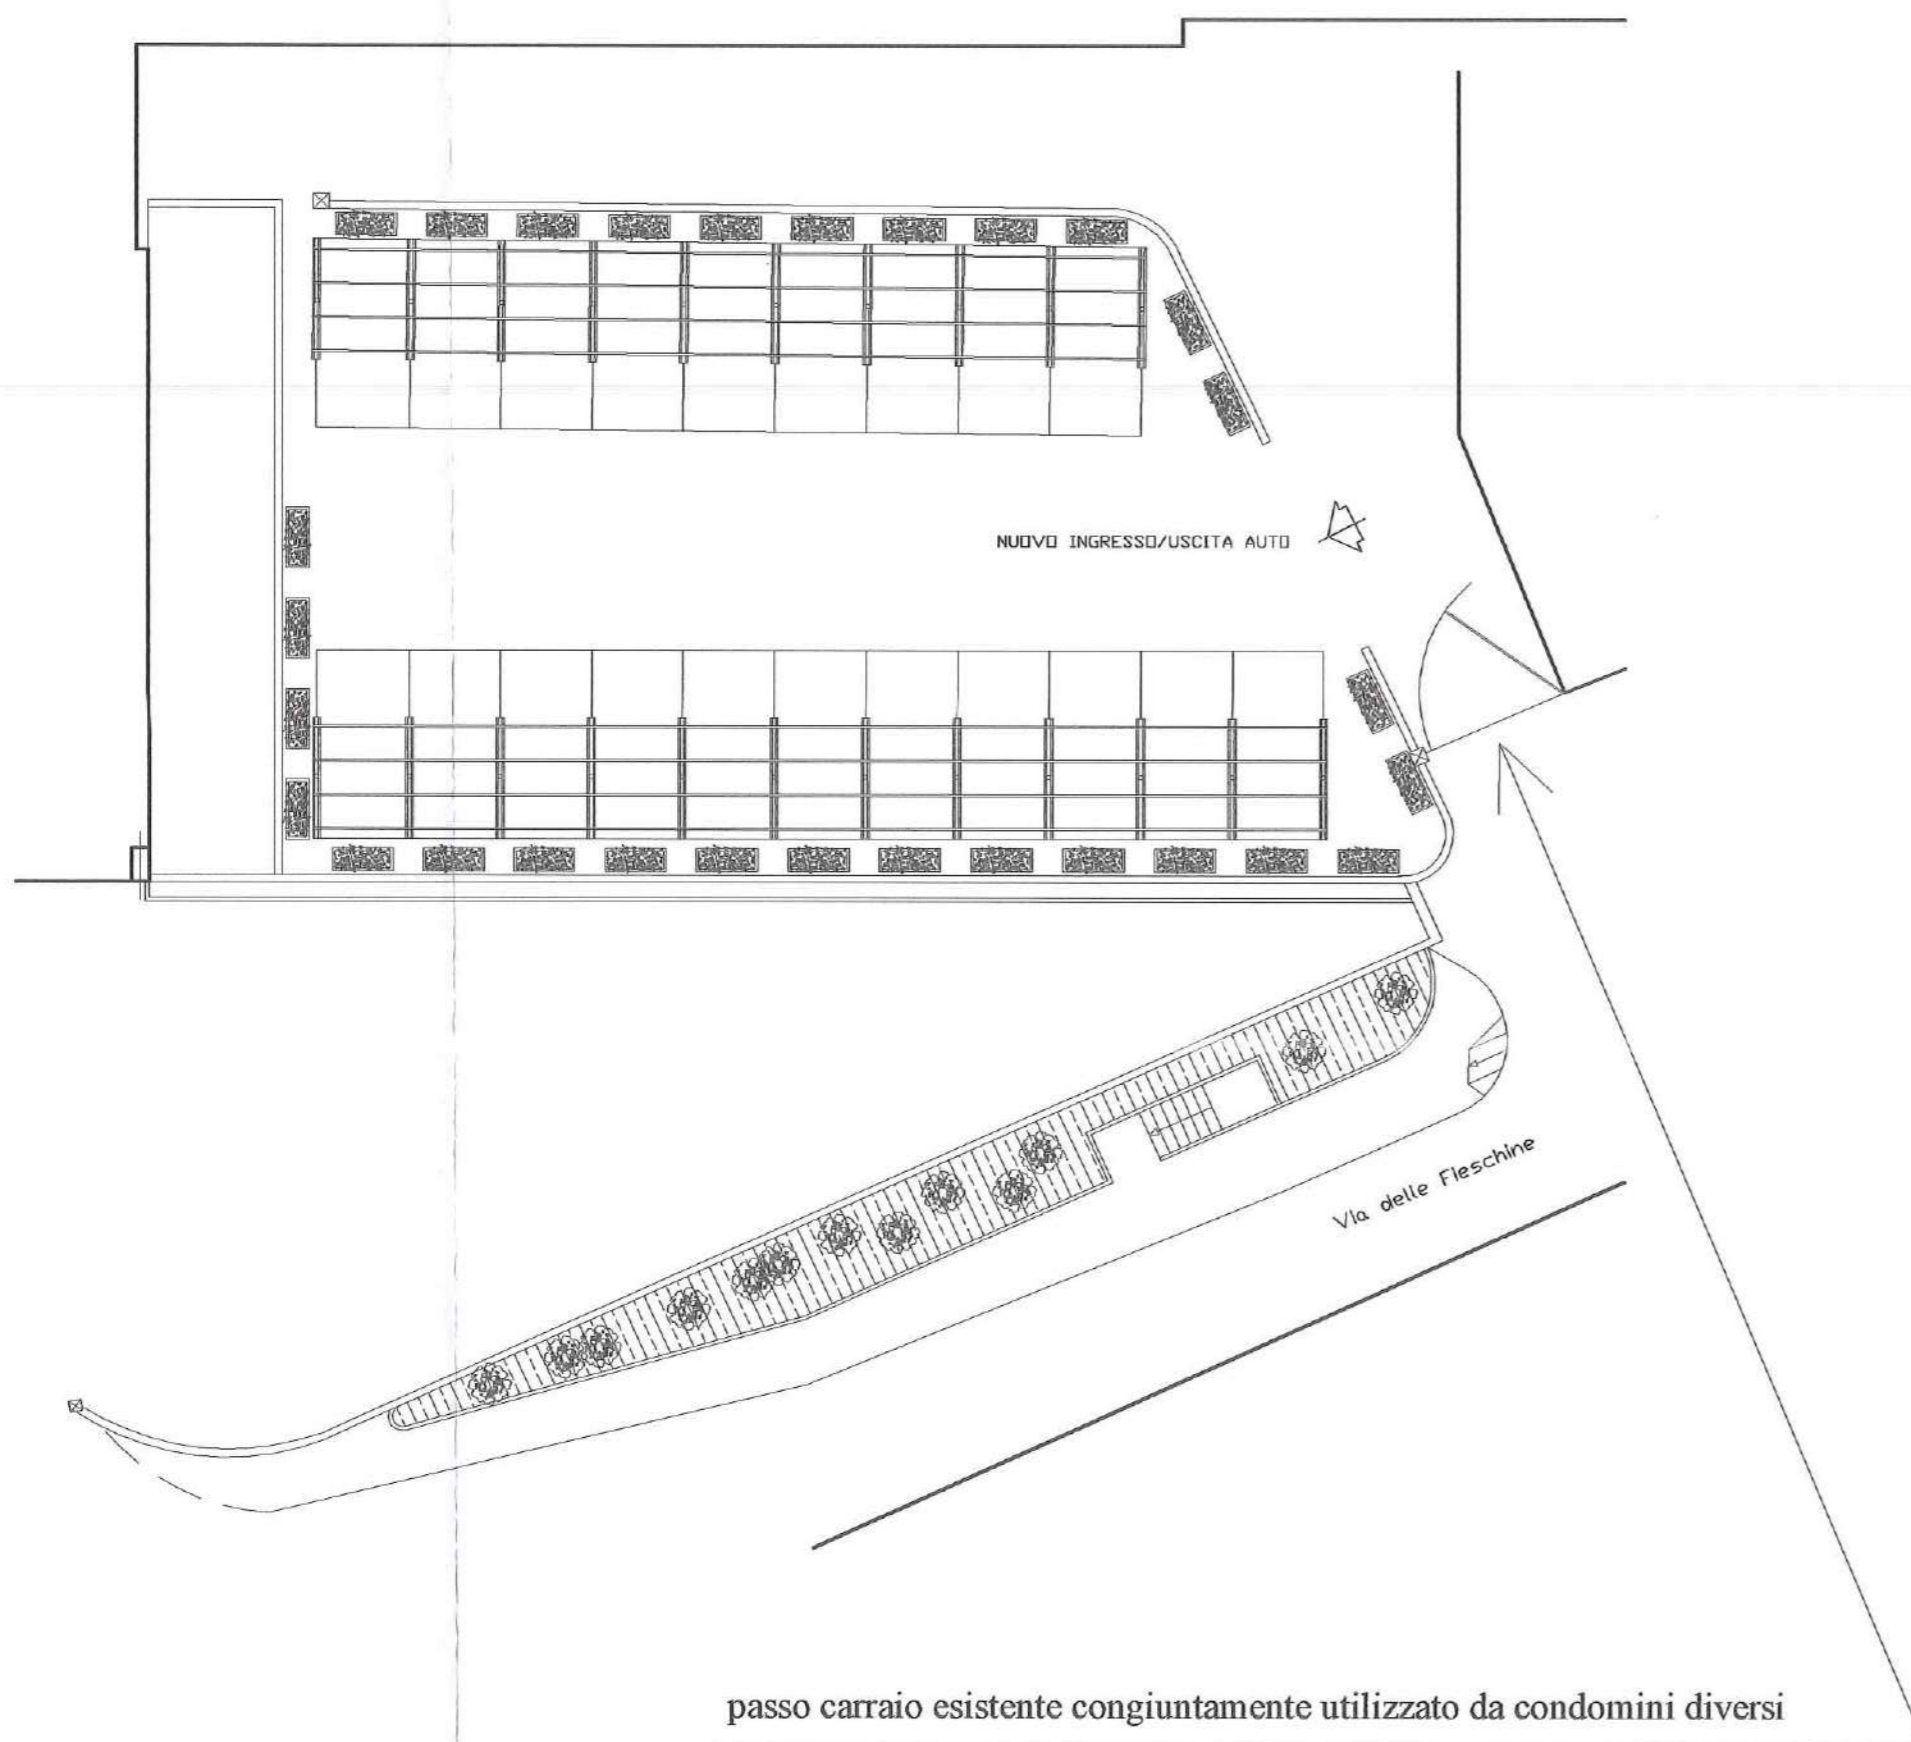 NUOVO INGRESSO/USCITA AUTO
Via delle Fleschine
passo carraio esistente congiuntamente utilizzato da condomini diversi